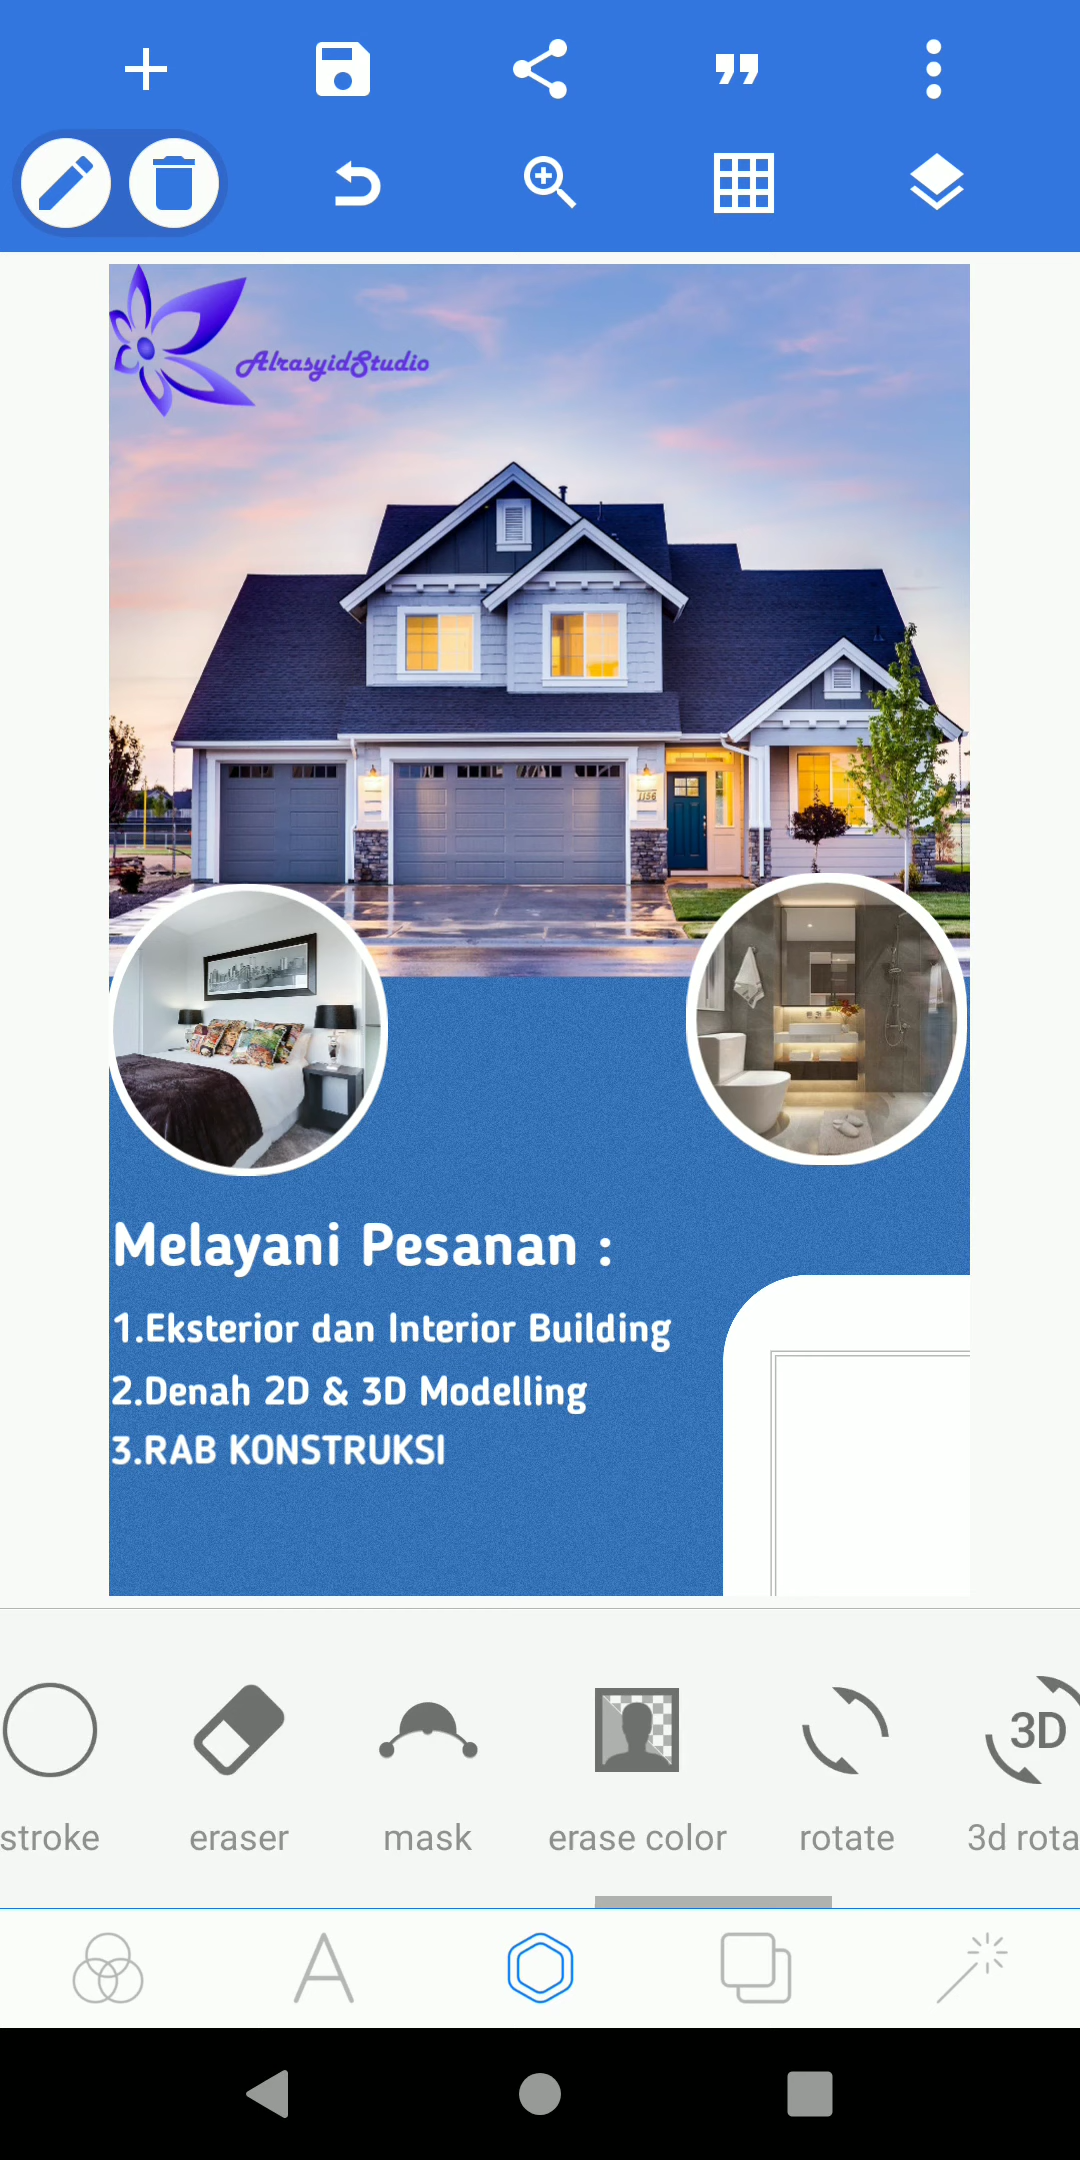 AlrasyidStudio
1156
Melayani Pesanan :
1.Eksterior dan Interior Building
2.Denah 2D & 3D Modelling
3.RAB KONSTRUKSI
3D
stroke
eraser
mask
erase color
rotate
3d rota
A